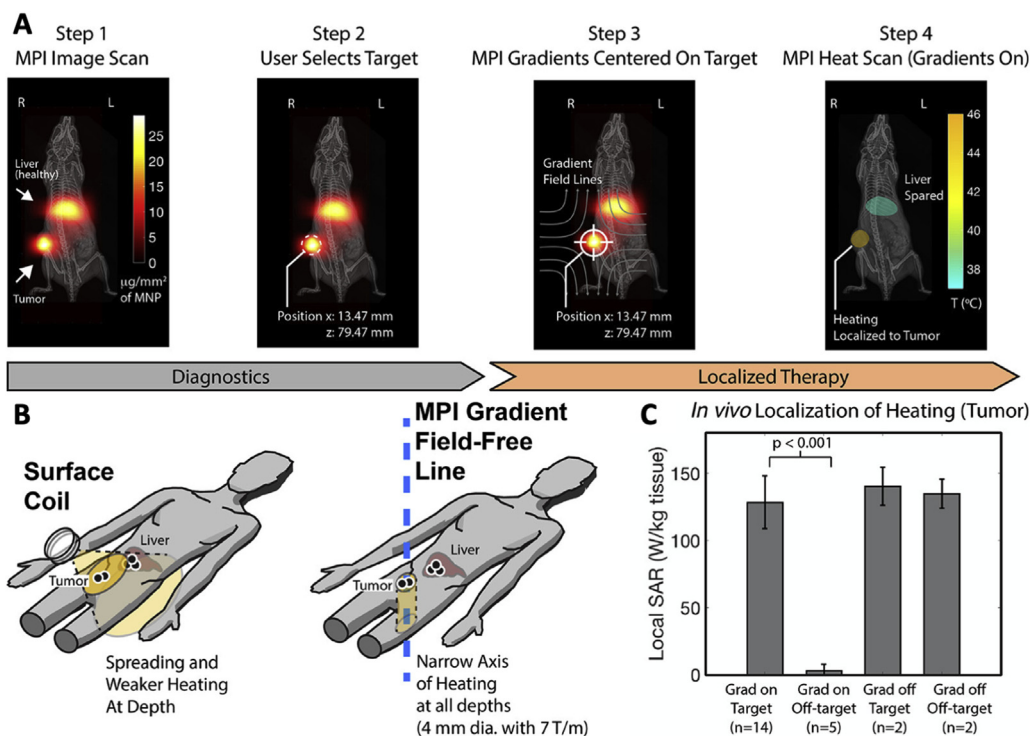 A
Step 1
MPI Image Scan
Step 2
User Selects Target
Step 3
MPI Gradients Centered On Target
Step 4
MPI Heat Scan (Gradients On)
R L
Liver
(healthy)
Tumor
25
20
15
10
5
0
µg/mm²
of MNP
R L
Position x: 13.47 mm
z: 79.47 mm
R L
Gradient
Field Lines
Position x: 13.47 mm
z: 79.47 mm
R L
Liver
Spared
Heating
Localized to Tumor
46
44
42
40
38
T (°C)
Diagnostics
Localized Therapy
B
Surface
Coil
Liver
Tumor
Spreading and
Weaker Heating
At Depth
MPI Gradient
Field-Free
Line
Liver
Tumor
Narrow Axis
of Heating
at all depths
(4 mm dia. with 7 T/m)
C
In vivo Localization of Heating (Tumor)
p < 0.001
Local SAR (W/kg tissue)
150
100
50
0
Grad on
Target
(n=14)
Grad on
Off-target
(n=5)
Grad off
Target
(n=2)
Grad off
Off-target
(n=2)